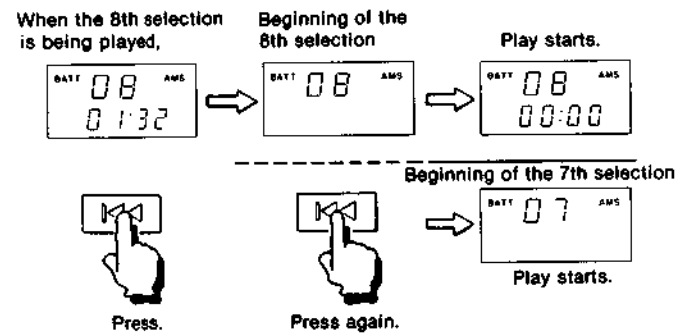 When the 8th selection
is being played,
Beginning of the
8th selection
Play starts.
BATT 08 AMS
01:32
BATT 08 AMS
BATT 08 AMS
00:00
Beginning of the 7th selection
BATT 07 AMS
Play starts.
Press.
Press again.